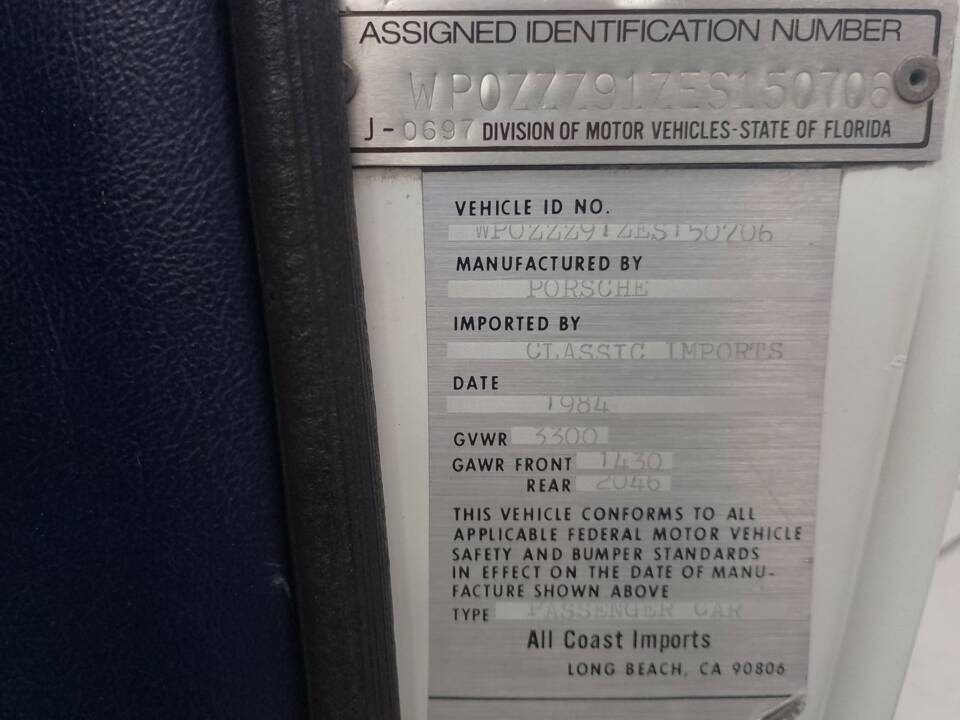 ASSIGNED IDENTIFICATION NUMBER
WP0ZZZ91ZES150706
J-0697 DIVISION OF MOTOR VEHICLES-STATE OF FLORIDA
VEHICLE ID NO.
WP0ZZZ91ZES150706
MANUFACTURED BY
PORSCHE
IMPORTED BY
CLASSIC IMPORTS
DATE
1984
GVWR 3300
GAWR FRONT 1430
REAR 2046
THIS VEHICLE CONFORMS TO ALL
APPLICABLE FEDERAL MOTOR VEHICLE
SAFETY AND BUMPER STANDARDS
IN EFFECT ON THE DATE OF MANU-
FACTURE SHOWN ABOVE
TYPE PASSENGER CAR
All Coast Imports
LONG BEACH, CA 90806